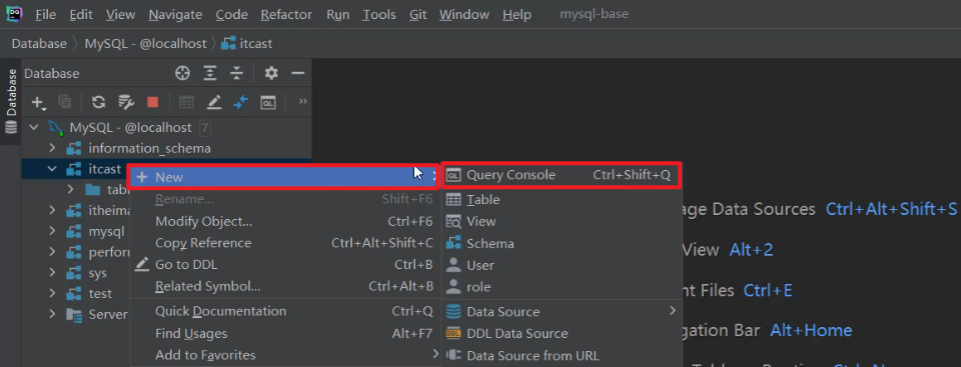 File Edit View Navigate Code Refactor Run Tools Git Window Help mysql-base
Database MySQL - @localhost itcast
Database
Database
MySQL - @localhost 7
information_schema
itcast
New
Query Console Ctrl+Shift+Q
Rename... Shift+F6
Table
Modify Object... Ctrl+F6
View
Copy Reference Ctrl+Alt+Shift+C
Schema
Go to DDL Ctrl+B
User
Related Symbol... Ctrl+Alt+B
role
Quick Documentation Ctrl+Q
Data Source
Find Usages Alt+F7
DDL Data Source
Add to Favorites
Data Source from URL
tab
itheima
mysql
perform
sys
test
Server
age Data Sources Ctrl+Alt+Shift+S
View Alt+2
nt Files Ctrl+E
gation Bar Alt+Home